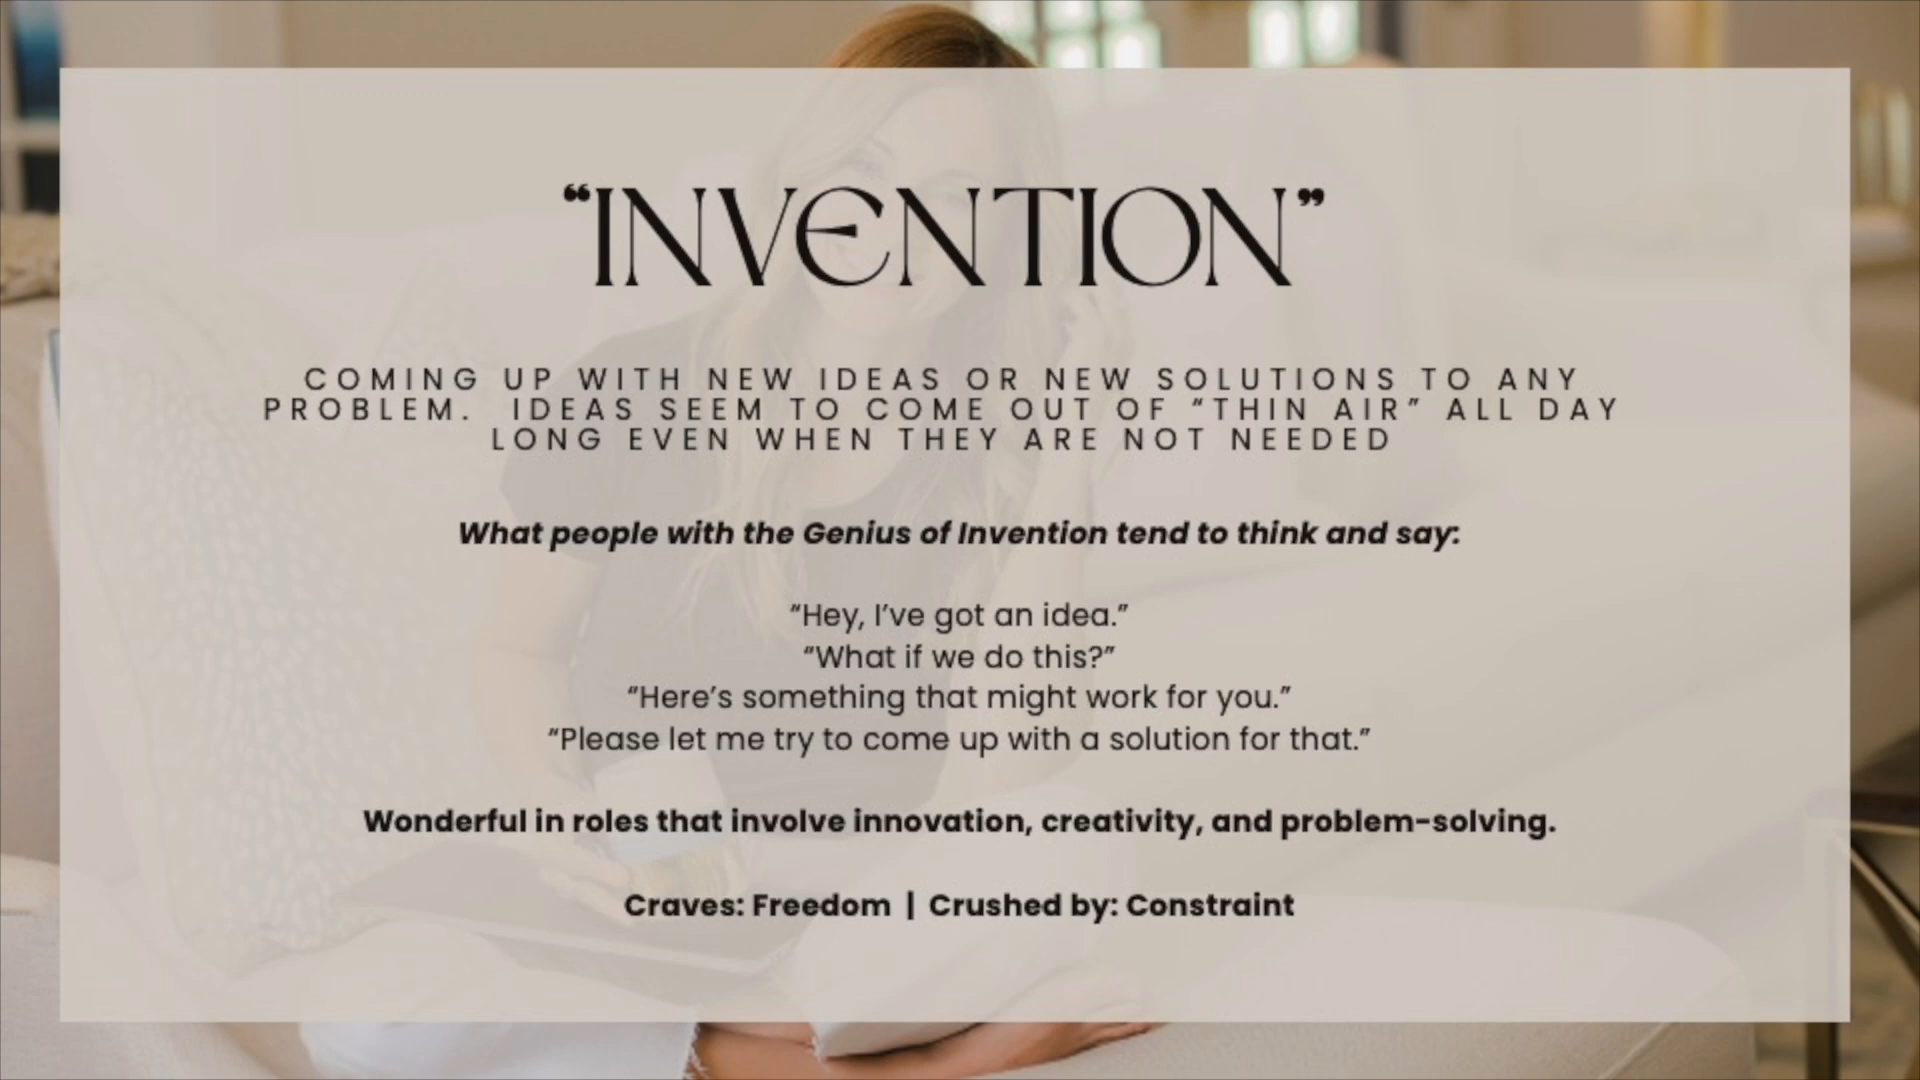 “INVENTION”
COMING UP WITH NEW IDEAS OR NEW SOLUTIONS TO ANY
PROBLEM. IDEAS SEEM TO COME OUT OF “THIN AIR” ALL DAY
LONG EVEN WHEN THEY ARE NOT NEEDED
What people with the Genius of Invention tend to think and say:
“Hey, I’ve got an idea.”
“What if we do this?”
“Here’s something that might work for you.”
“Please let me try to come up with a solution for that.”
Wonderful in roles that involve innovation, creativity, and problem-solving.
Craves: Freedom | Crushed by: Constraint